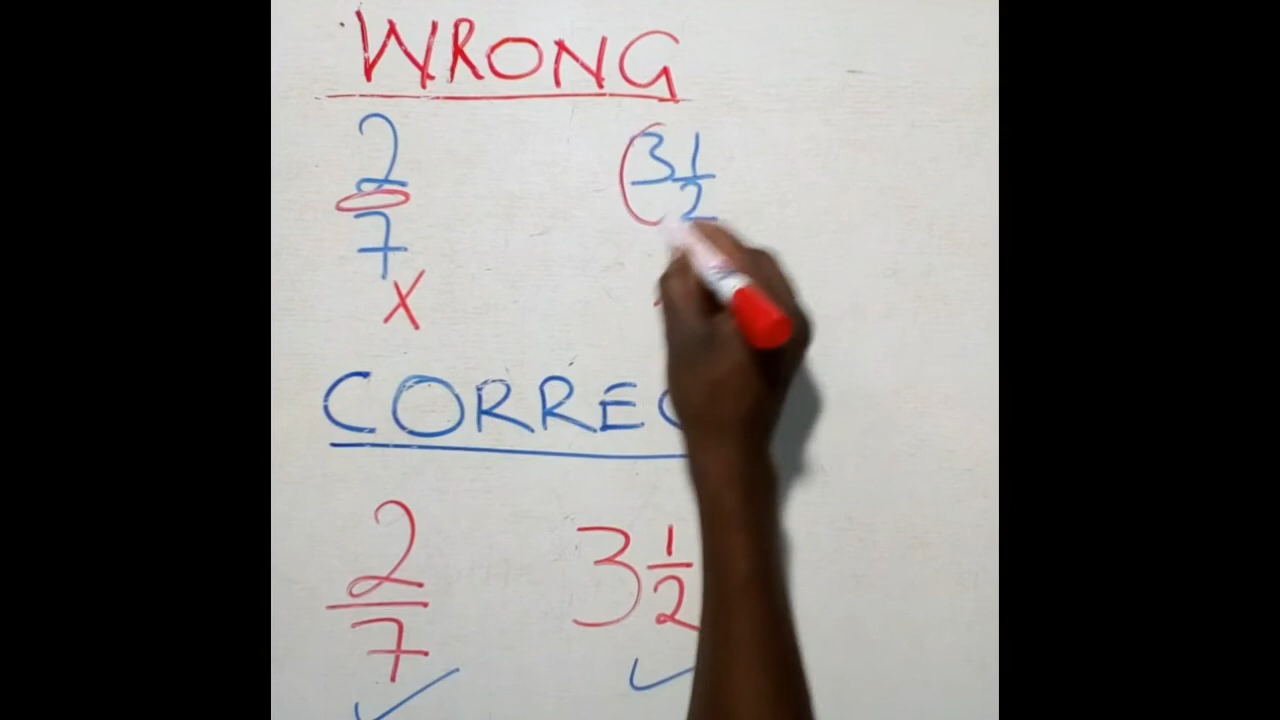 WRONG
2/7 3 1/2
X
CORREC
2/7 3 1/2